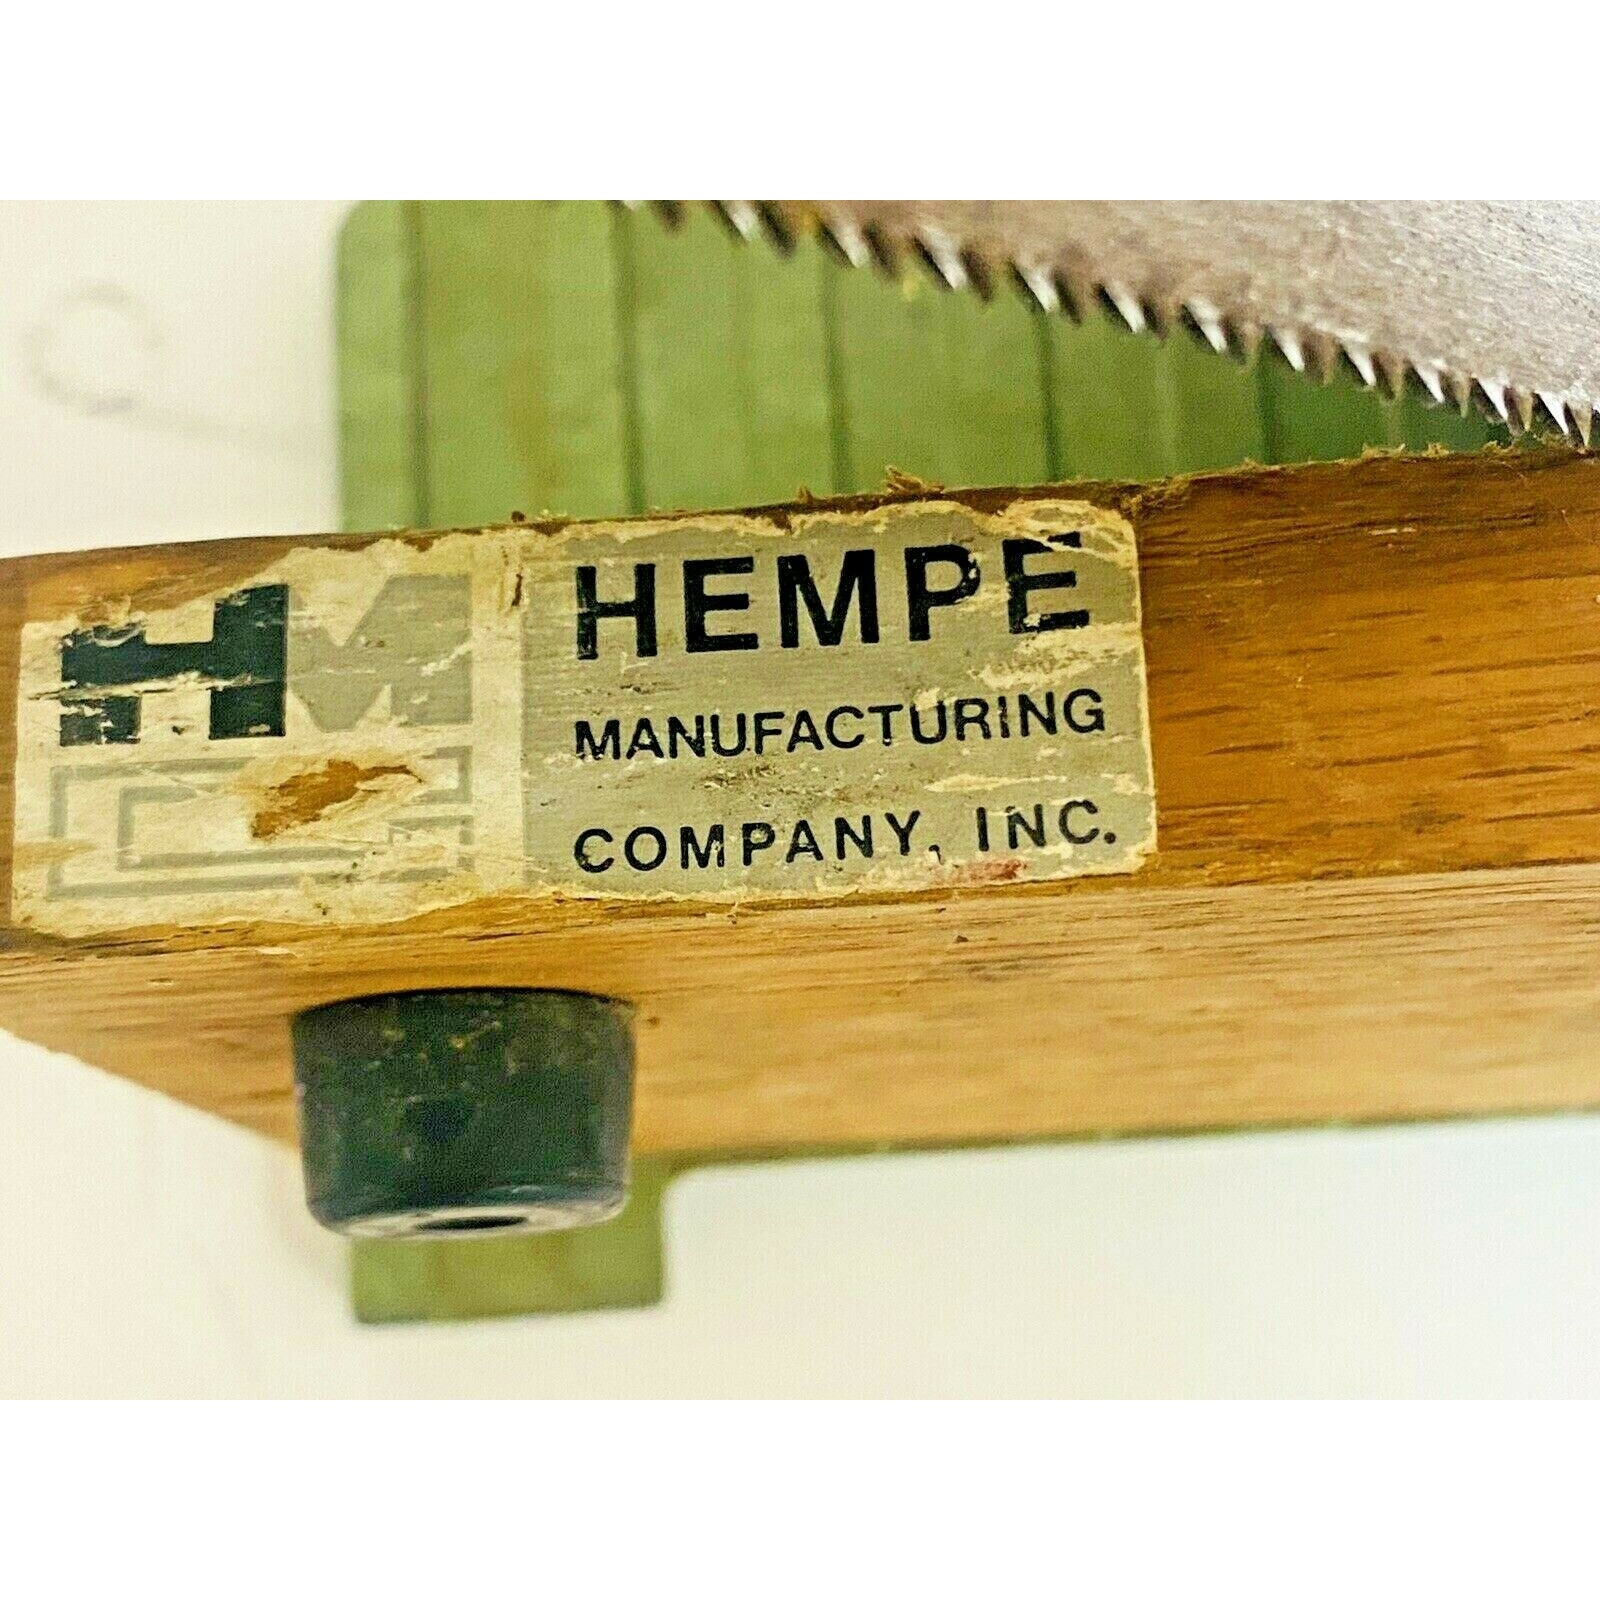 HM
C
HEMPE
MANUFACTURING
COMPANY, INC.